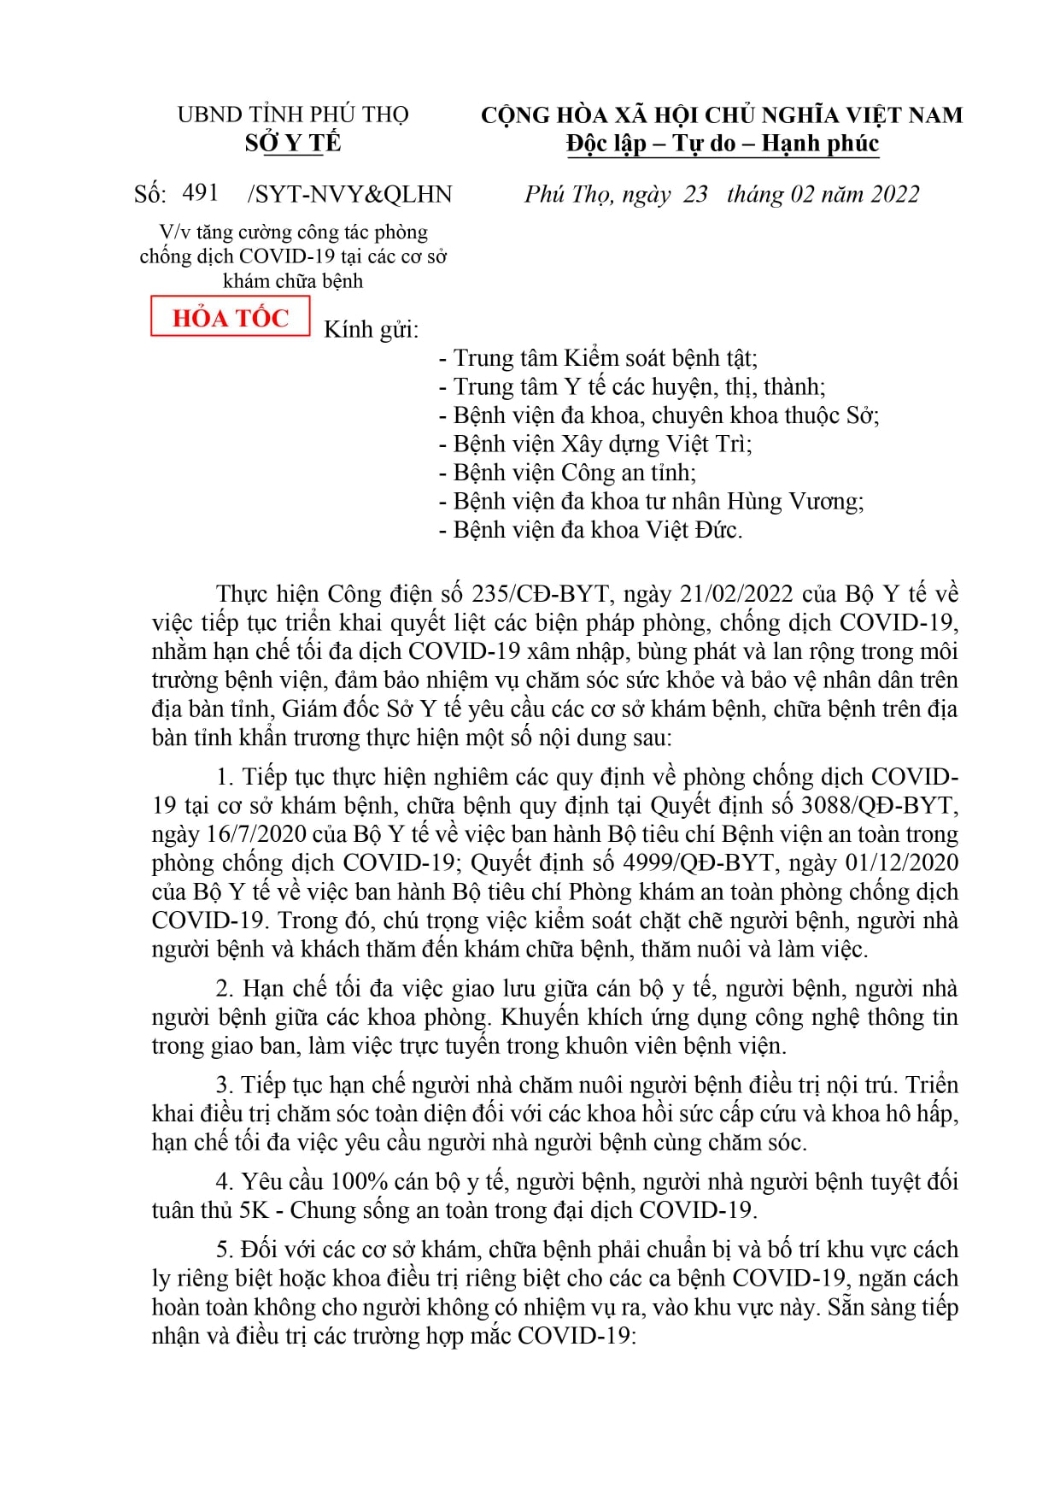 UBND TỈNH PHÚ THỌ
SỞ Y TẾ
CỘNG HÒA XÃ HỘI CHỦ NGHĨA VIỆT NAM
Độc lập – Tự do – Hạnh phúc
Số: 491 /SYT-NVY&QLHN
Phú Thọ, ngày 23 tháng 02 năm 2022
V/v tăng cường công tác phòng
chống dịch COVID-19 tại các cơ sở
khám chữa bệnh
HỎA TỐC
Kính gửi:
- Trung tâm Kiểm soát bệnh tật;
- Trung tâm Y tế các huyện, thị, thành;
- Bệnh viện đa khoa, chuyên khoa thuộc Sở;
- Bệnh viện Xây dựng Việt Trì;
- Bệnh viện Công an tỉnh;
- Bệnh viện đa khoa tư nhân Hùng Vương;
- Bệnh viện đa khoa Việt Đức.
Thực hiện Công điện số 235/CĐ-BYT, ngày 21/02/2022 của Bộ Y tế về
việc tiếp tục triển khai quyết liệt các biện pháp phòng, chống dịch COVID-19,
nhằm hạn chế tối đa dịch COVID-19 xâm nhập, bùng phát và lan rộng trong môi
trường bệnh viện, đảm bảo nhiệm vụ chăm sóc sức khỏe và bảo vệ nhân dân trên
địa bàn tỉnh, Giám đốc Sở Y tế yêu cầu các cơ sở khám bệnh, chữa bệnh trên địa
bàn tỉnh khẩn trương thực hiện một số nội dung sau:
1. Tiếp tục thực hiện nghiêm các quy định về phòng chống dịch COVID-
19 tại cơ sở khám bệnh, chữa bệnh quy định tại Quyết định số 3088/QĐ-BYT,
ngày 16/7/2020 của Bộ Y tế về việc ban hành Bộ tiêu chí Bệnh viện an toàn trong
phòng chống dịch COVID-19; Quyết định số 4999/QĐ-BYT, ngày 01/12/2020
của Bộ Y tế về việc ban hành Bộ tiêu chí Phòng khám an toàn phòng chống dịch
COVID-19. Trong đó, chú trọng việc kiểm soát chặt chẽ người bệnh, người nhà
người bệnh và khách thăm đến khám chữa bệnh, thăm nuôi và làm việc.
2. Hạn chế tối đa việc giao lưu giữa cán bộ y tế, người bệnh, người nhà
người bệnh giữa các khoa phòng. Khuyến khích ứng dụng công nghệ thông tin
trong giao ban, làm việc trực tuyến trong khuôn viên bệnh viện.
3. Tiếp tục hạn chế người nhà chăm nuôi người bệnh điều trị nội trú. Triển
khai điều trị chăm sóc toàn diện đối với các khoa hồi sức cấp cứu và khoa hô hấp,
hạn chế tối đa việc yêu cầu người nhà người bệnh cùng chăm sóc.
4. Yêu cầu 100% cán bộ y tế, người bệnh, người nhà người bệnh tuyệt đối
tuân thủ 5K - Chung sống an toàn trong đại dịch COVID-19.
5. Đối với các cơ sở khám, chữa bệnh phải chuẩn bị và bố trí khu vực cách
ly riêng biệt hoặc khoa điều trị riêng biệt cho các ca bệnh COVID-19, ngăn cách
hoàn toàn không cho người không có nhiệm vụ ra, vào khu vực này. Sẵn sàng tiếp
nhận và điều trị các trường hợp mắc COVID-19: